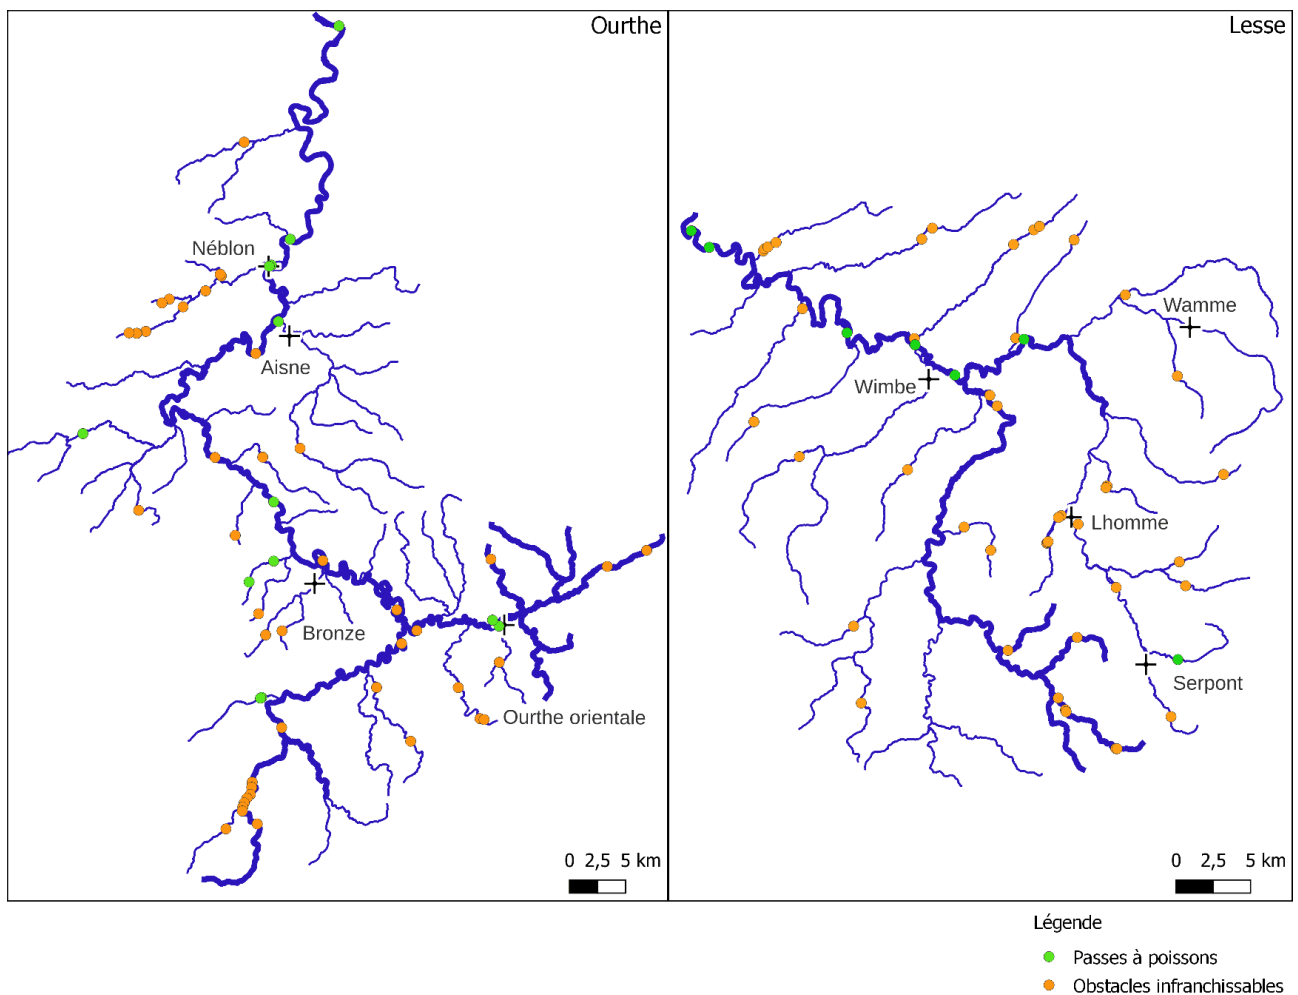 Ourthe
Lesse
Néblon
Aisne
Bronze
Ourthe orientale
0 2,5 5 km
Wamme
Wimbe
Lhomme
Serpont
0 2,5 5 km
Légende
Passes à poissons
Obstacles infranchissables